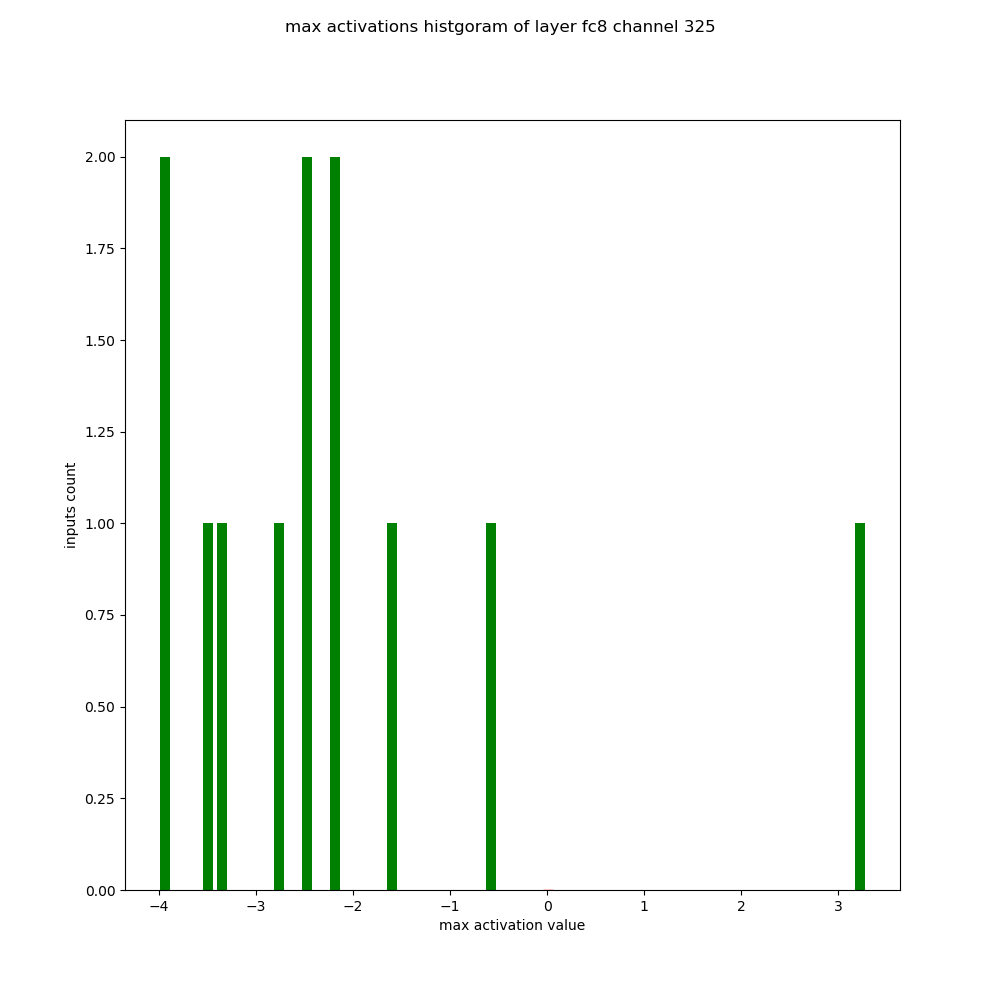 max activations histgoram of layer fc8 channel 325
2.00
1.75
1.50
1.25
1.00
0.75
0.50
0.25
0.00
inputs count
−4 −3 −2 −1 0 1 2 3
max activation value